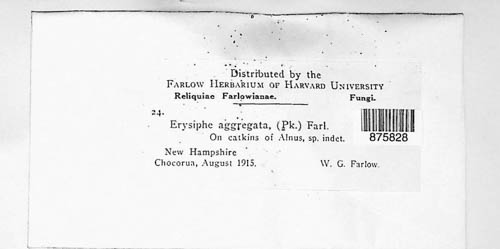 Distributed by the
FARLOW HERBARIUM OF HARVARD UNIVERSITY
Reliquiae Farlowianae. Fungi.
24.
Erysiphe aggregata, (Pk.) Farl.
On catkins of Alnus, sp. indet.
875828
New Hampshire
Chocorua, August 1915. W. G. Farlow.